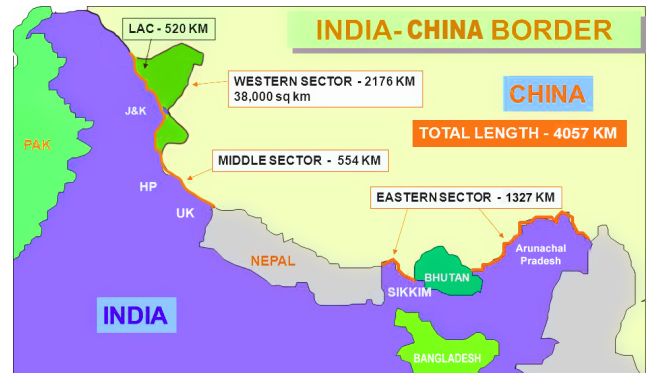 LAC - 520 KM
INDIA- CHINA BORDER
WESTERN SECTOR - 2176 KM
38,000 sq km
CHINA
J&K
TOTAL LENGTH - 4057 KM
PAK
MIDDLE SECTOR - 554 KM
HP
EASTERN SECTOR - 1327 KM
UK
Arunachal
Pradesh
NEPAL
BHUTAN
SIKKIM
INDIA
BANGLADESH